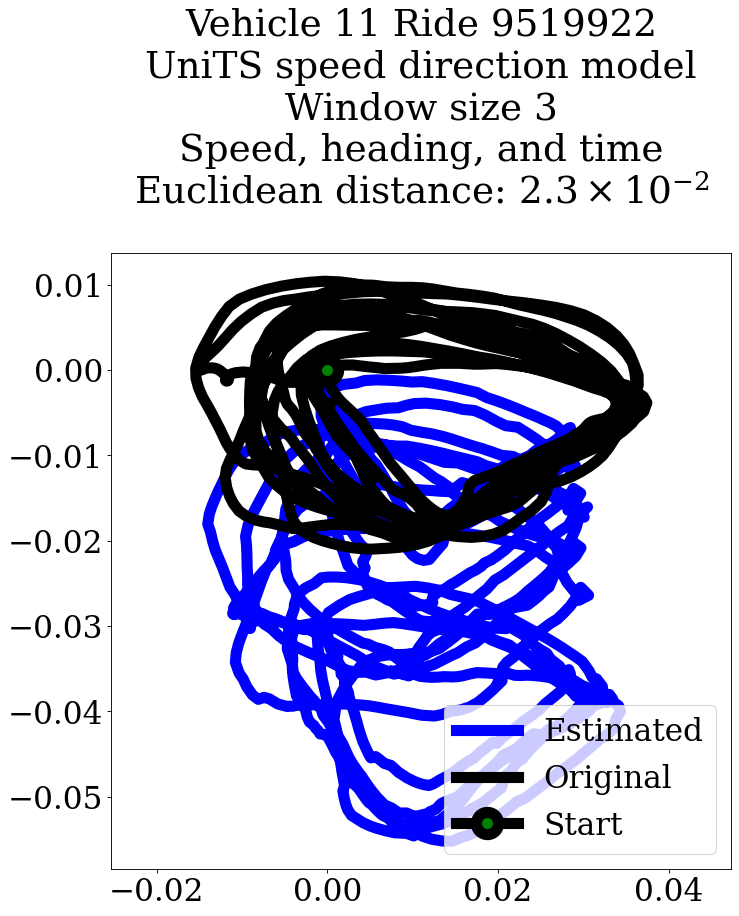 Vehicle 11 Ride 9519922
UniTS speed direction model
Window size 3
Speed, heading, and time
Euclidean distance: 2.3 × 10⁻²
0.01
0.00
−0.01
−0.02
−0.03
−0.04
−0.05
Estimated
Original
Start
−0.02 0.00 0.02 0.04